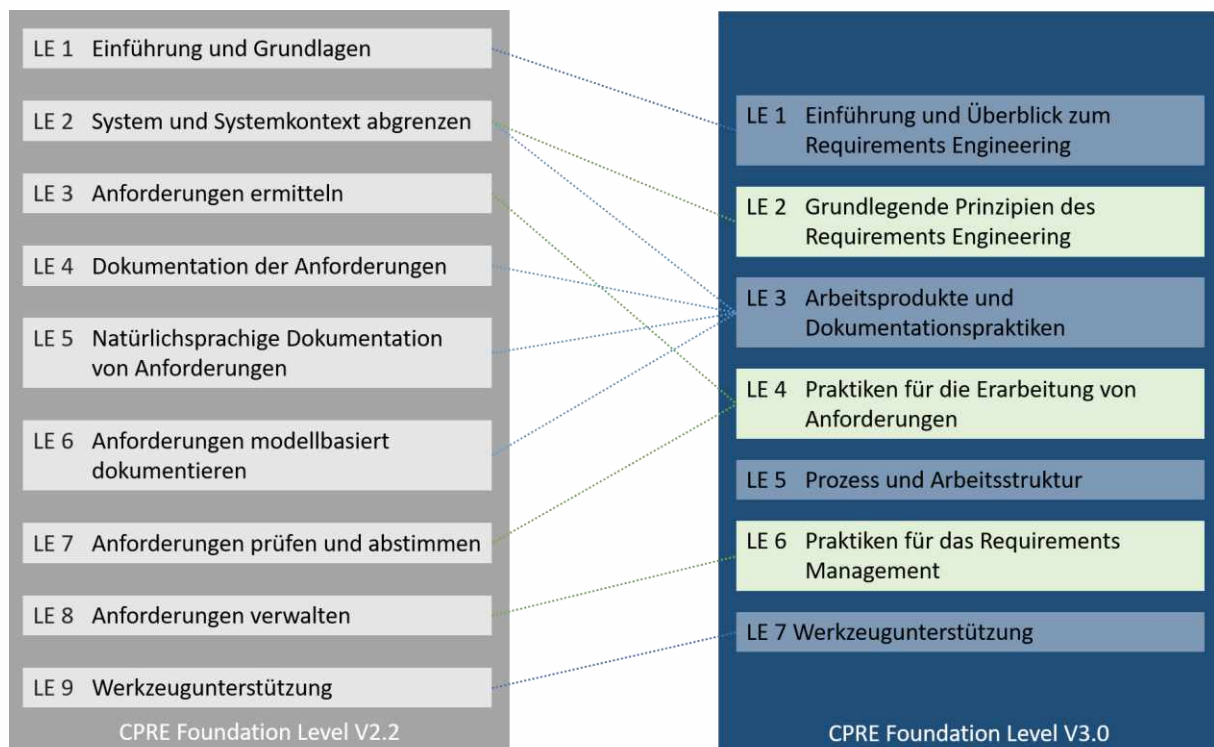 LE 1 Einführung und Grundlagen
LE 2 System und Systemkontext abgrenzen
LE 3 Anforderungen ermitteln
LE 4 Dokumentation der Anforderungen
LE 5 Natürlichsprachige Dokumentation
von Anforderungen
LE 6 Anforderungen modellbasiert
dokumentieren
LE 7 Anforderungen prüfen und abstimmen
LE 8 Anforderungen verwalten
LE 9 Werkzeugunterstützung
CPRE Foundation Level V2.2
LE 1 Einführung und Überblick zum
Requirements Engineering
LE 2 Grundlegende Prinzipien des
Requirements Engineering
LE 3 Arbeitsprodukte und
Dokumentationspraktiken
LE 4 Praktiken für die Erarbeitung von
Anforderungen
LE 5 Prozess und Arbeitsstruktur
LE 6 Praktiken für das Requirements
Management
LE 7 Werkzeugunterstützung
CPRE Foundation Level V3.0